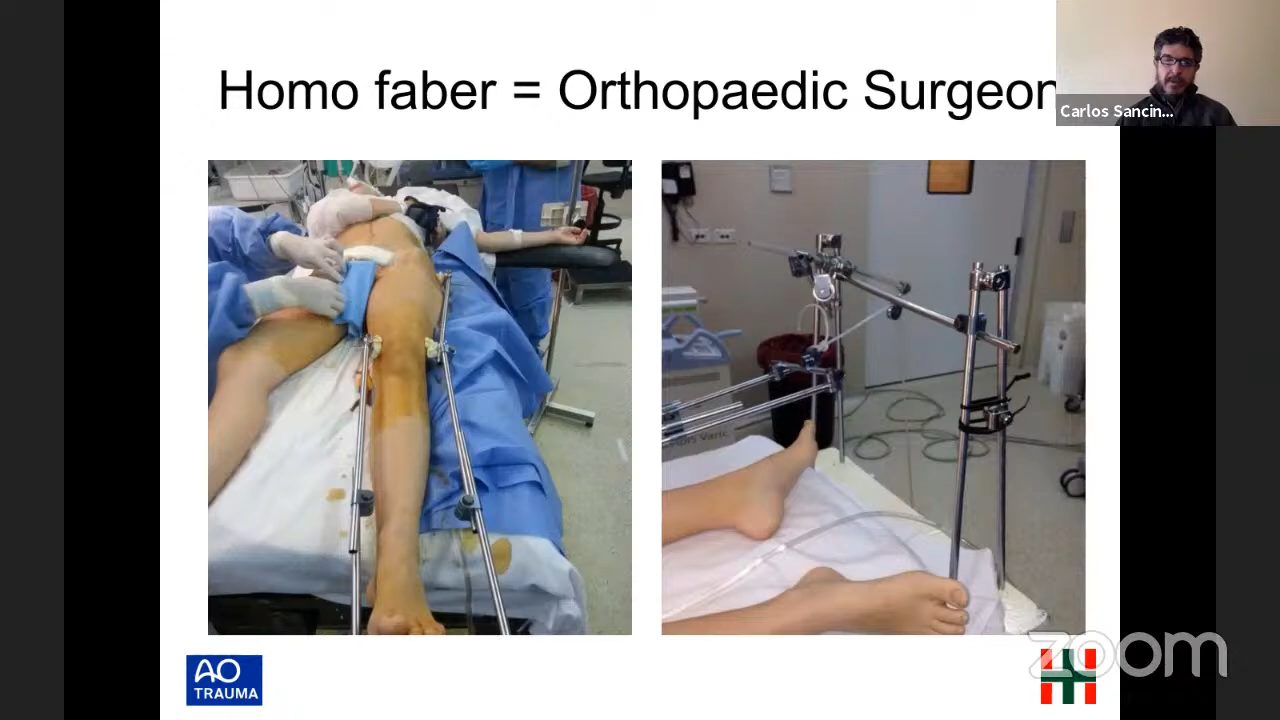 Homo faber = Orthopaedic Surgeon
Carlos Sancin...
AO
TRAUMA
zoom